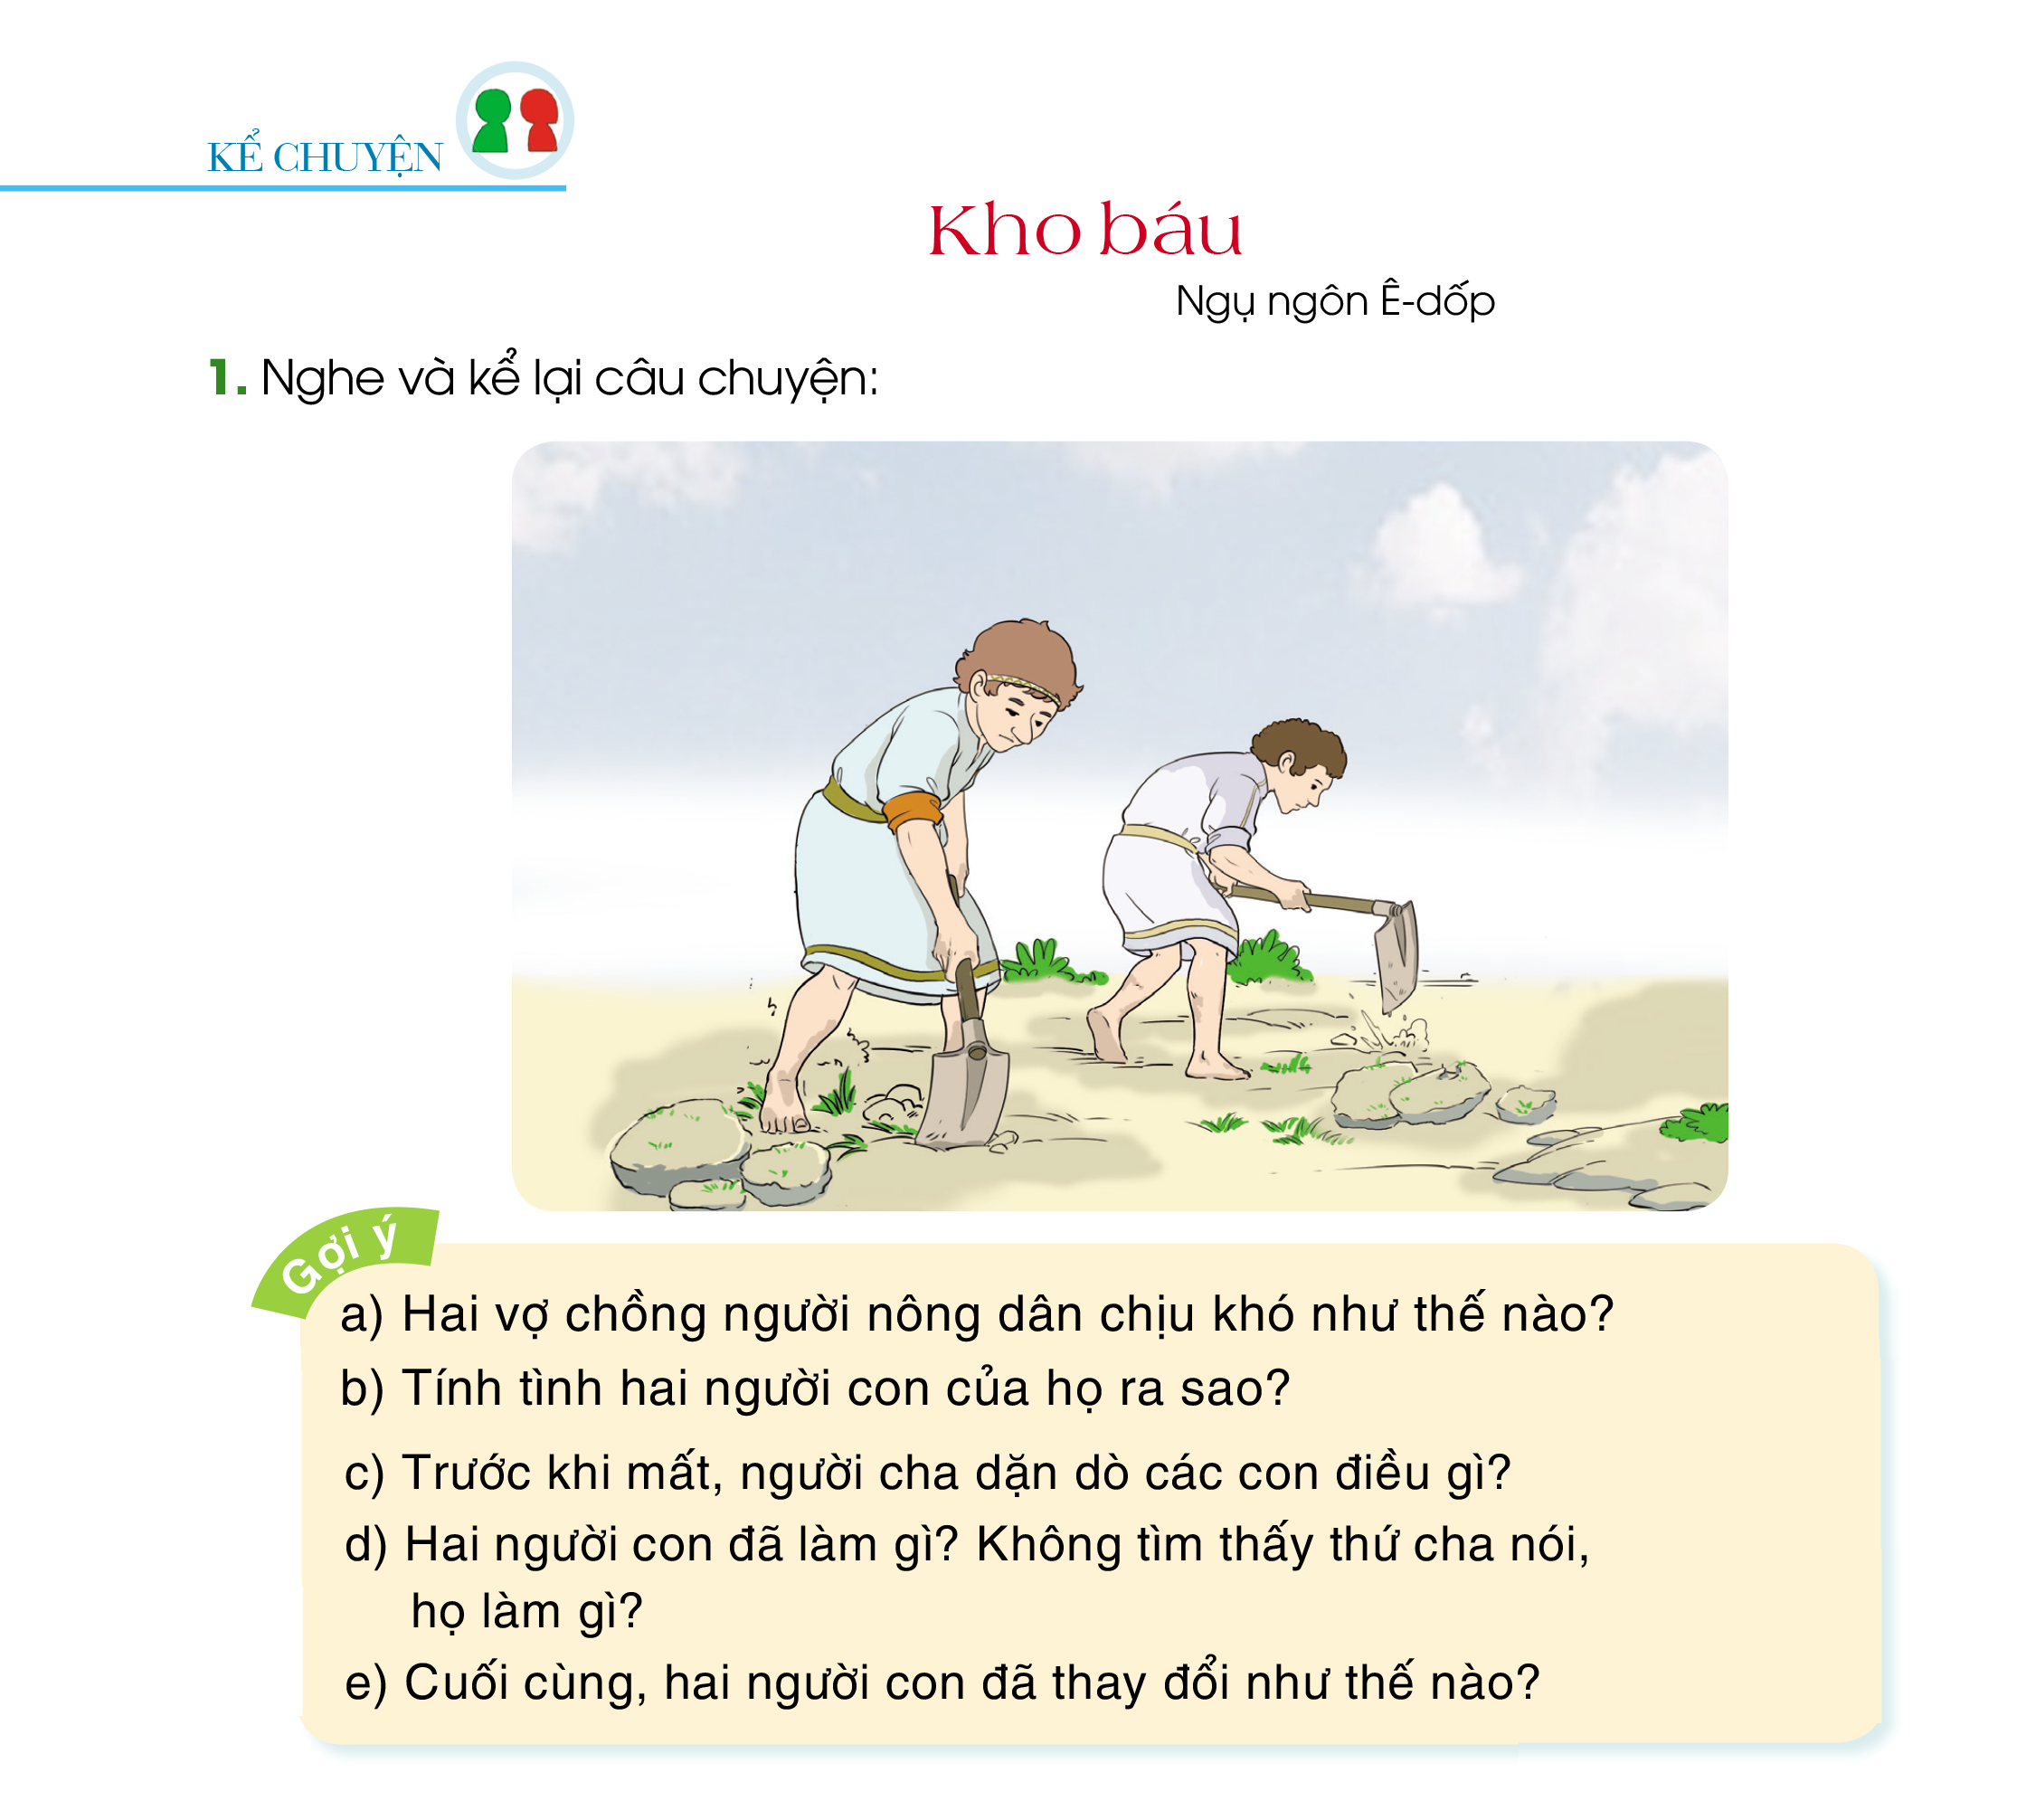 KỂ CHUYỆN
Kho báu
Ngụ ngôn Ê-dốp
1. Nghe và kể lại câu chuyện:
Gợi ý
a) Hai vợ chồng người nông dân chịu khó như thế nào?
b) Tính tình hai người con của họ ra sao?
c) Trước khi mất, người cha dặn dò các con điều gì?
d) Hai người con đã làm gì? Không tìm thấy thứ cha nói,
họ làm gì?
e) Cuối cùng, hai người con đã thay đổi như thế nào?